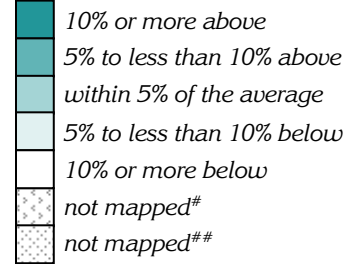 10% or more above
5% to less than 10% above
within 5% of the average
5% to less than 10% below
10% or more below
not mapped#
not mapped##